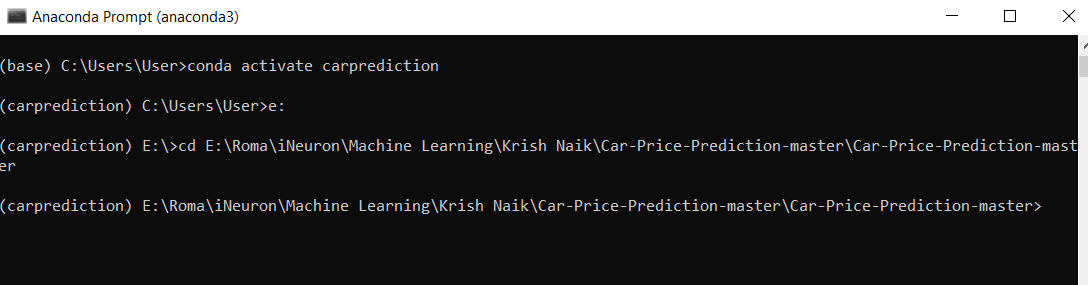 Anaconda Prompt (anaconda3)
(base) C:\Users\User>conda activate carprediction
(carprediction) C:\Users\User>e:
(carprediction) E:\>cd E:\Roma\iNeuron\Machine Learning\Krish Naik\Car-Price-Prediction-master\Car-Price-Prediction-mast
er
(carprediction) E:\Roma\iNeuron\Machine Learning\Krish Naik\Car-Price-Prediction-master\Car-Price-Prediction-master>